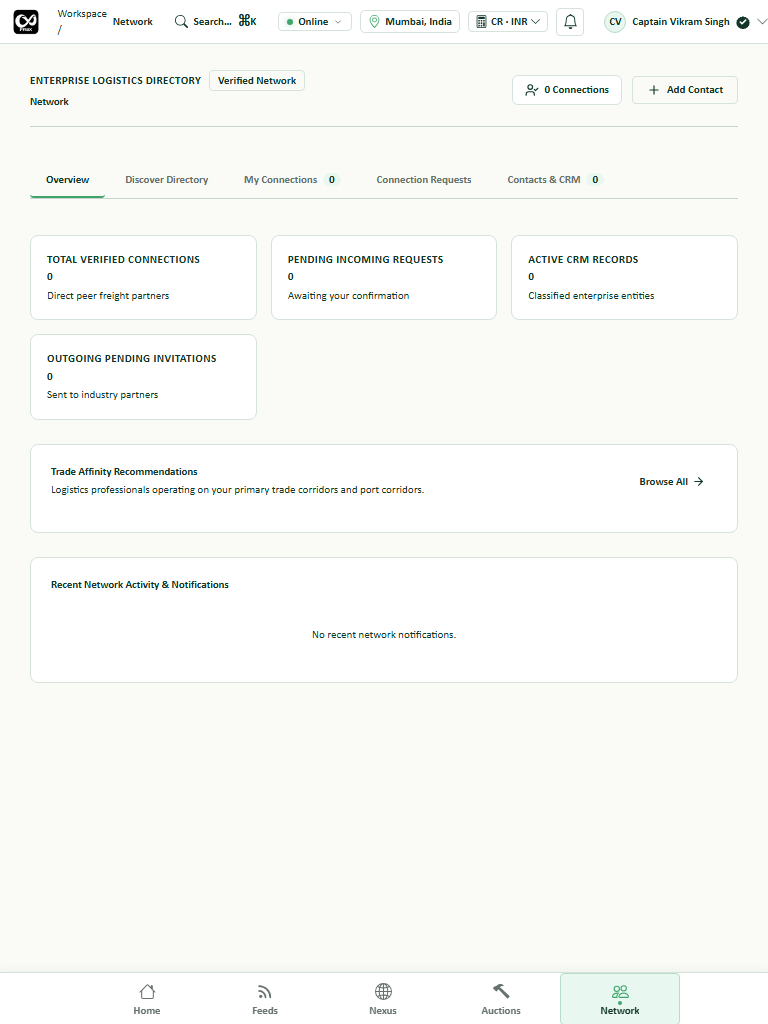 Fnex
Workspace
/
Network
Search... ⌘K
Online
Mumbai, India
CR · INR
CV
Captain Vikram Singh
ENTERPRISE LOGISTICS DIRECTORY
Verified Network
Network
0 Connections
Add Contact
Overview
Discover Directory
My Connections 0
Connection Requests
Contacts & CRM 0
TOTAL VERIFIED CONNECTIONS
0
Direct peer freight partners
PENDING INCOMING REQUESTS
0
Awaiting your confirmation
ACTIVE CRM RECORDS
0
Classified enterprise entities
OUTGOING PENDING INVITATIONS
0
Sent to industry partners
Trade Affinity Recommendations
Logistics professionals operating on your primary trade corridors and port corridors.
Browse All →
Recent Network Activity & Notifications
No recent network notifications.
Home
Feeds
Nexus
Auctions
Network